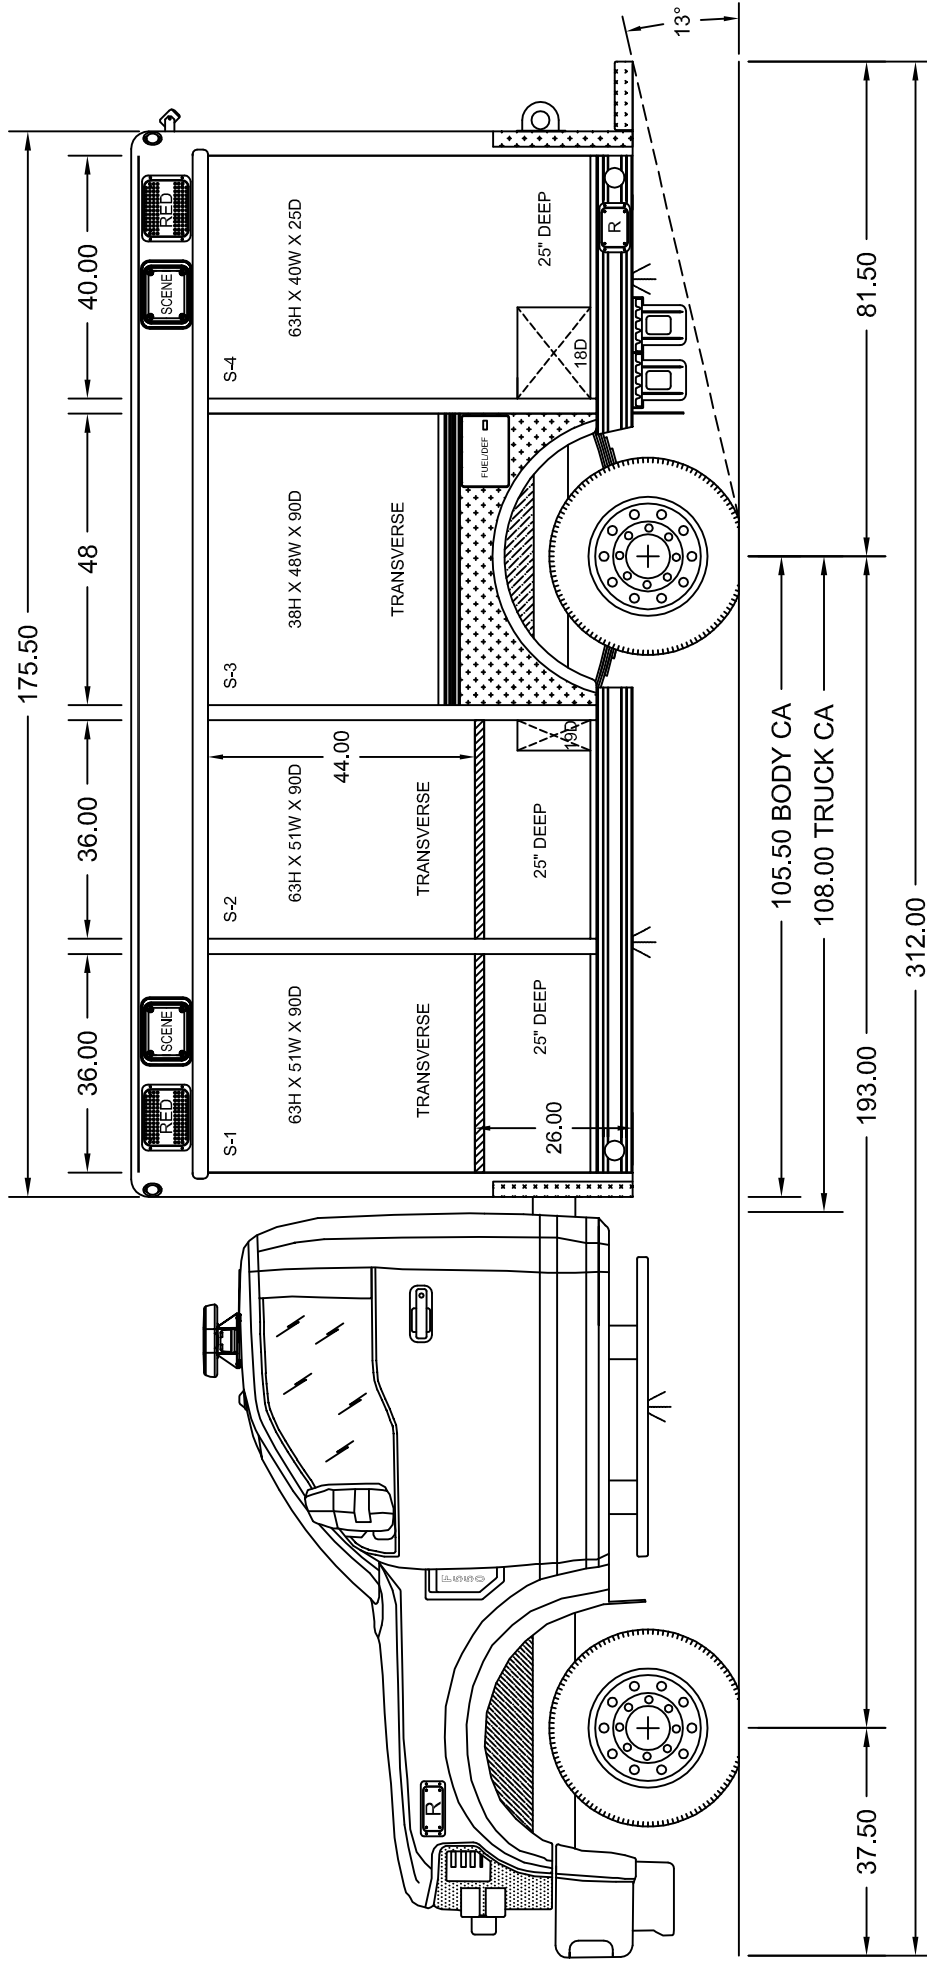 175.50
36.00
36.00
48
40.00
RED
SCENE
SCENE
RED
S-1
63H X 51W X 90D
TRANSVERSE
25" DEEP
26.00
S-2
63H X 51W X 90D
44.00
TRANSVERSE
25" DEEP
19D
S-3
38H X 48W X 90D
TRANSVERSE
FUEL/DEF
S-4
63H X 40W X 25D
25" DEEP
18D
R
R
F550
13°
105.50 BODY CA
108.00 TRUCK CA
37.50
193.00
81.50
312.00